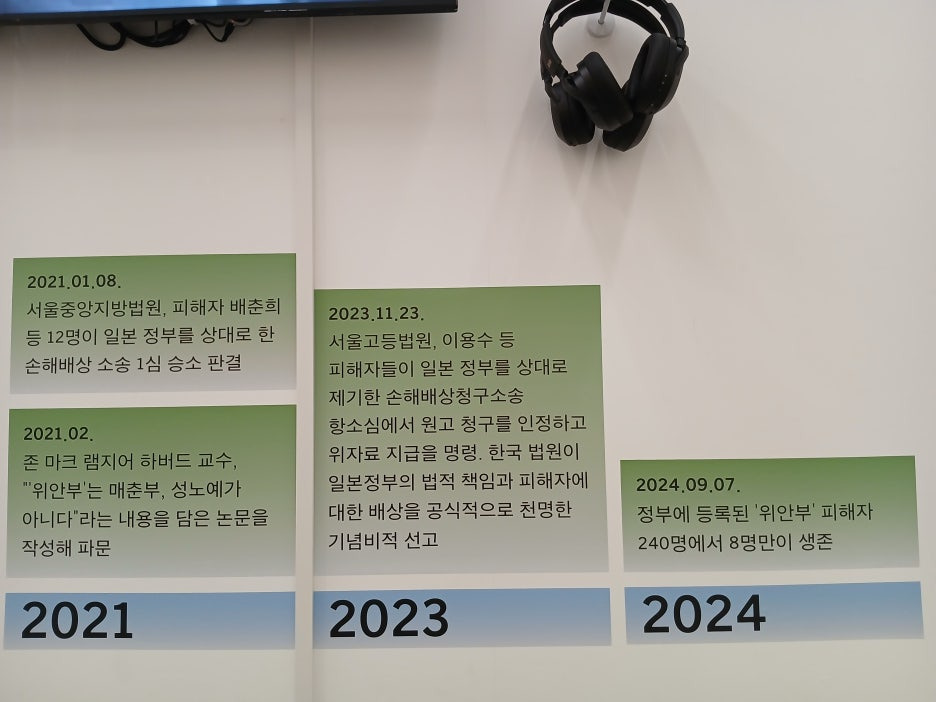 2021.01.08.
서울중앙지방법원, 피해자 배춘희
등 12명이 일본 정부를 상대로 한
손해배상 소송 1심 승소 판결
2021.02.
존 마크 램지어 하버드 교수,
"'위안부'는 매춘부, 성노예가
아니다"라는 내용을 담은 논문을
작성해 파문
2021
2023.11.23.
서울고등법원, 이용수 등
피해자들이 일본 정부를 상대로
제기한 손해배상청구소송
항소심에서 원고 청구를 인정하고
위자료 지급을 명령. 한국 법원이
일본정부의 법적 책임과 피해자에
대한 배상을 공식적으로 천명한
기념비적 선고
2023
2024.09.07.
정부에 등록된 '위안부' 피해자
240명에서 8명만이 생존
2024